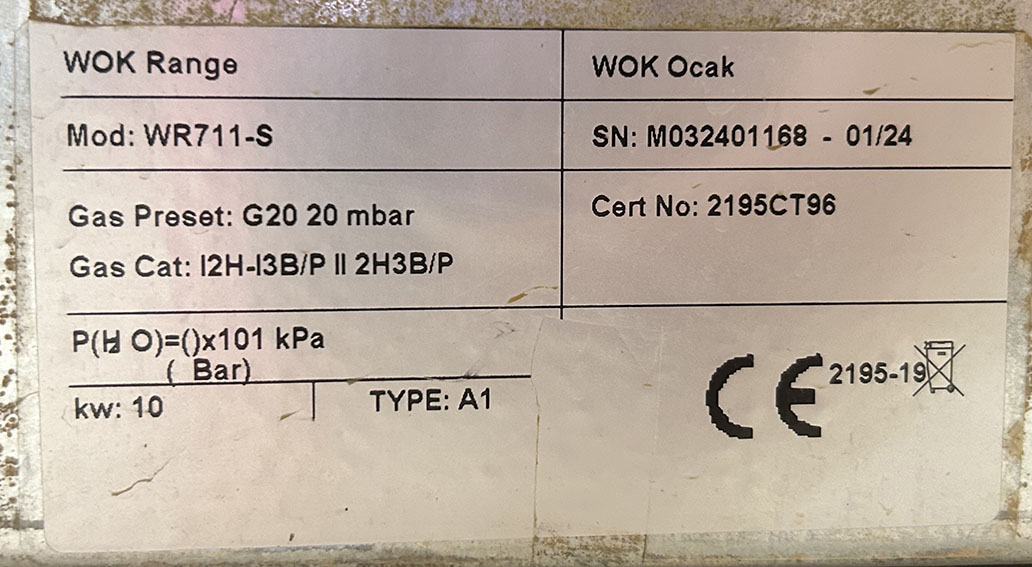 WOK Range
WOK Ocak
Mod: WR711-S
SN: M032401168 - 01/24
Gas Preset: G20 20 mbar
Cert No: 2195CT96
Gas Cat: I2H-I3B/P II 2H3B/P
P(H2 O)=()x101 kPa
( Bar)
kw: 10
TYPE: A1
CE 2195-19